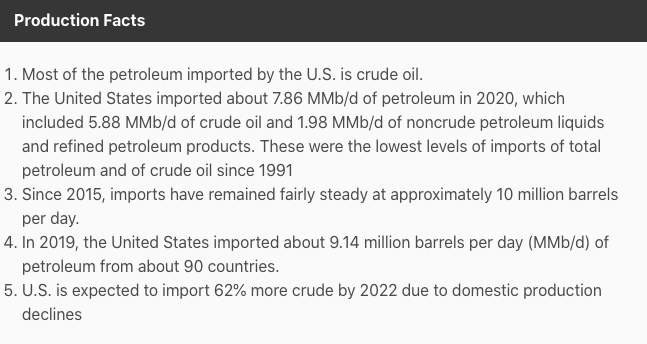 Production Facts
1. Most of the petroleum imported by the U.S. is crude oil.
2. The United States imported about 7.86 MMb/d of petroleum in 2020, which
included 5.88 MMb/d of crude oil and 1.98 MMb/d of noncrude petroleum liquids
and refined petroleum products. These were the lowest levels of imports of total
petroleum and of crude oil since 1991
3. Since 2015, imports have remained fairly steady at approximately 10 million barrels
per day.
4. In 2019, the United States imported about 9.14 million barrels per day (MMb/d) of
petroleum from about 90 countries.
5. U.S. is expected to import 62% more crude by 2022 due to domestic production
declines